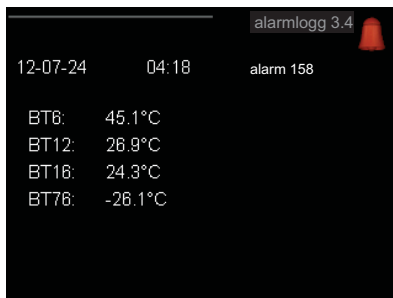 alarmlogg 3.4
12-07-24 04:18 alarm 158
BT6: 45.1°C
BT12: 26.9°C
BT16: 24.3°C
BT76: -26.1°C